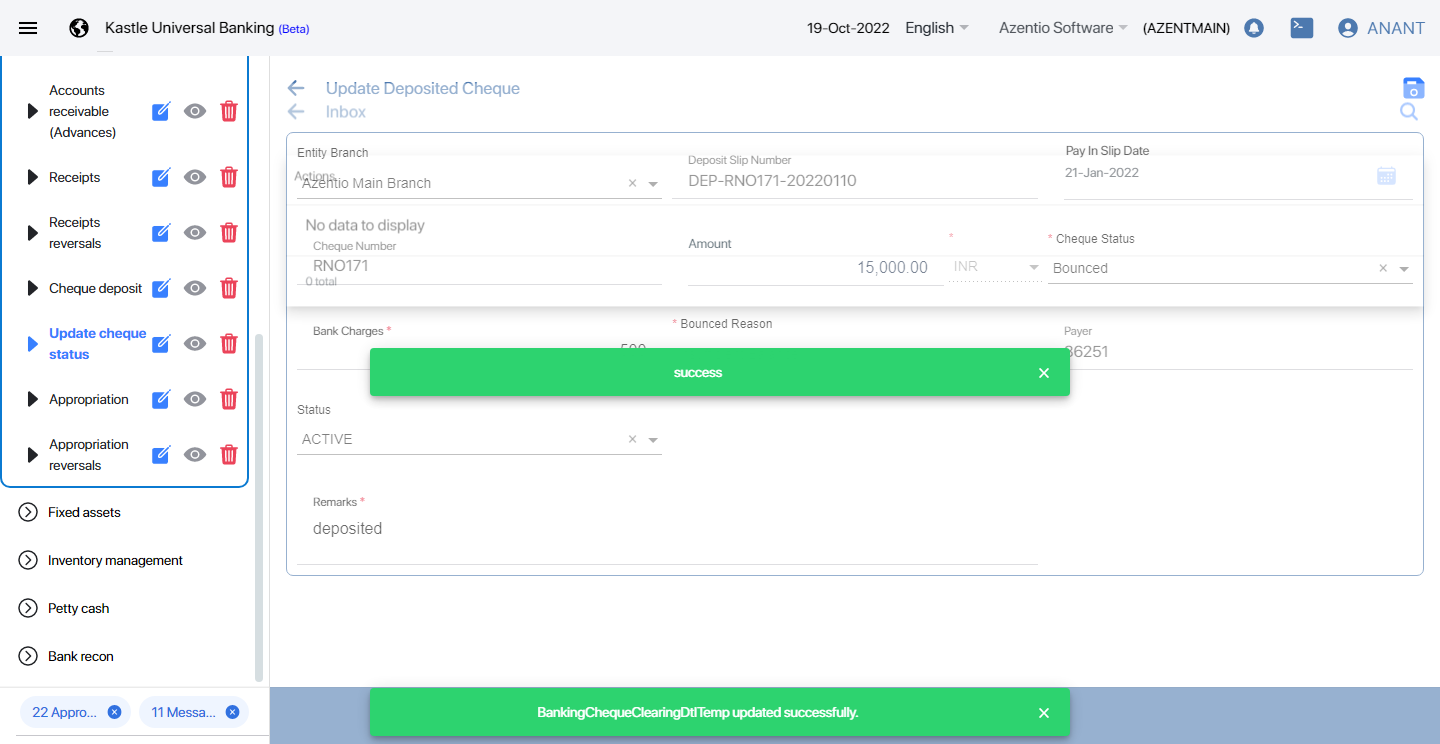 Kastle Universal Banking (Beta)
19-Oct-2022 English Azentio Software (AZENTMAIN) ANANT
Accounts
receivable
(Advances)
Receipts
Receipts
reversals
Cheque deposit
Update cheque
status
Appropriation
Appropriation
reversals
Fixed assets
Inventory management
Petty cash
Bank recon
22 Appro... 11 Messa...
Update Deposited Cheque
Inbox
Entity Branch
Deposit Slip Number
Pay In Slip Date
Actions
Azentio Main Branch
DEP-RNO171-20220110
21-Jan-2022
No data to display
Cheque Number
Amount
*
* Cheque Status
RNO171
15,000.00
INR
Bounced
0 total
Bank Charges *
* Bounced Reason
Payer
500
36251
success
Status
ACTIVE
Remarks *
deposited
BankingChequeClearingDtlTemp updated successfully.